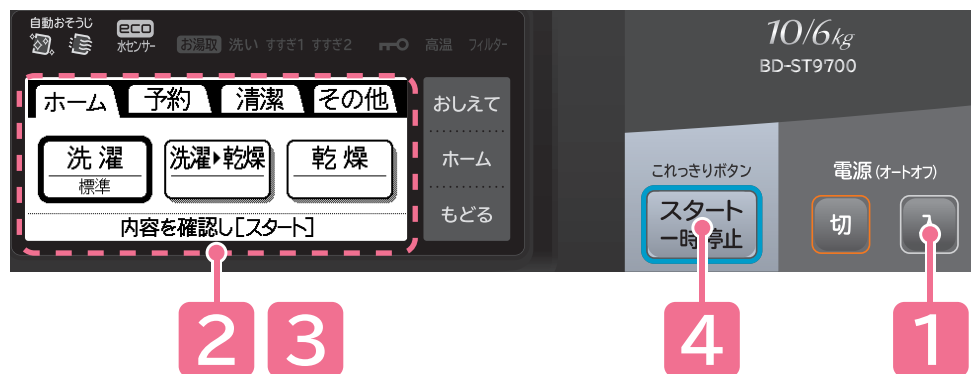 自動おそうじ
eco
水センサー
お湯取 洗い すすぎ1 すすぎ2 高温 フィルター
ホーム 予約 清潔 その他
洗濯
標準
洗濯▶乾燥
乾燥
内容を確認し[スタート]
おしえて
ホーム
もどる
10/6kg
BD-ST9700
これっきりボタン
スタート
一時停止
電源(オートオフ)
切
入
2 3 4 1